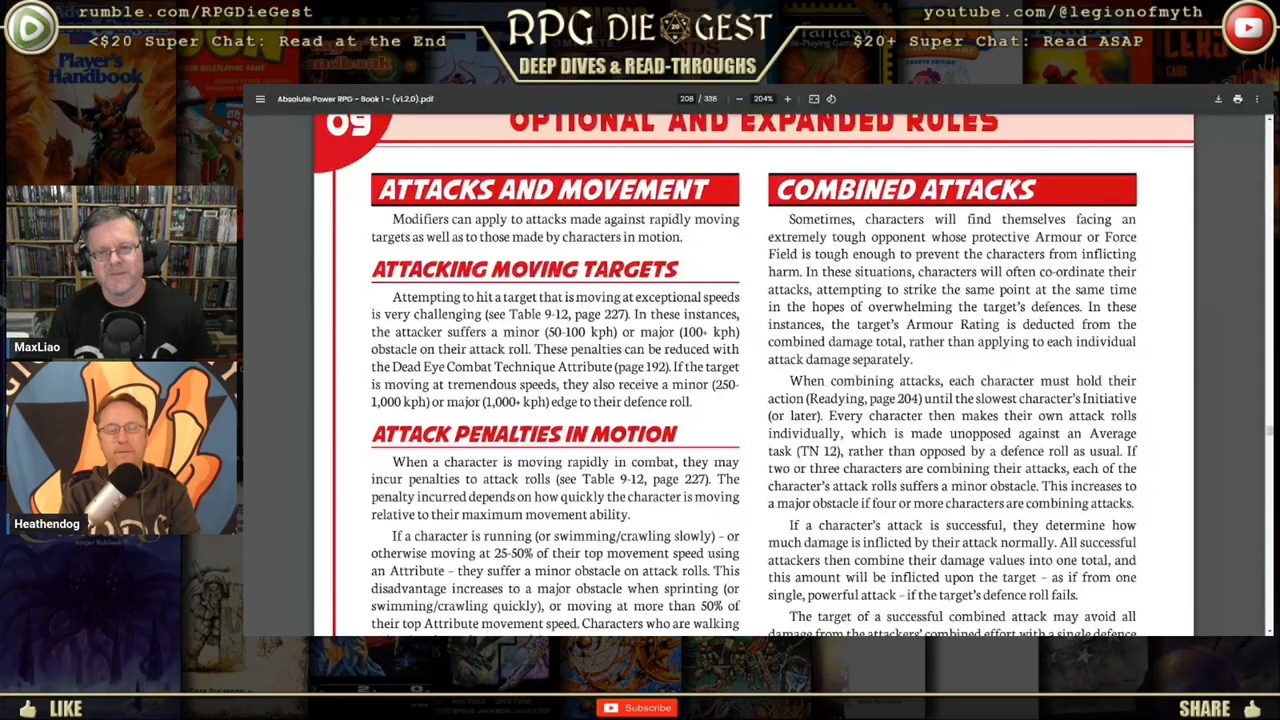 rumble.com/RPGDieGest
<$20 Super Chat: Read at the End
RPG DIE GEST
20
DEEP DIVES & READ-THROUGHS
youtube.com/@legionofmyth
$20+ Super Chat: Read ASAP
Player's
Handbook
Absolute Power RPG - Book 1 - (v1.2.0).pdf
208 / 338
204%
09
OPTIONAL AND EXPANDED RULES
ATTACKS AND MOVEMENT
Modifiers can apply to attacks made against rapidly moving
targets as well as to those made by characters in motion.
ATTACKING MOVING TARGETS
Attempting to hit a target that is moving at exceptional speeds
is very challenging (see Table 9-12, page 227). In these instances,
the attacker suffers a minor (50-100 kph) or major (100+ kph)
obstacle on their attack roll. These penalties can be reduced with
the Dead Eye Combat Technique Attribute (page 192). If the target
is moving at tremendous speeds, they also receive a minor (250-
1,000 kph) or major (1,000+ kph) edge to their defence roll.
ATTACK PENALTIES IN MOTION
When a character is moving rapidly in combat, they may
incur penalties to attack rolls (see Table 9-12, page 227). The
penalty incurred depends on how quickly the character is moving
relative to their maximum movement ability.
If a character is running (or swimming/crawling slowly) – or
otherwise moving at 25-50% of their top movement speed using
an Attribute – they suffer a minor obstacle on attack rolls. This
disadvantage increases to a major obstacle when sprinting (or
swimming/crawling quickly), or moving at more than 50% of
their top Attribute movement speed. Characters who are walking
COMBINED ATTACKS
Sometimes, characters will find themselves facing an
extremely tough opponent whose protective Armour or Force
Field is tough enough to prevent the characters from inflicting
harm. In these situations, characters will often co-ordinate their
attacks, attempting to strike the same point at the same time
in the hopes of overwhelming the target's defences. In these
instances, the target's Armour Rating is deducted from the
combined damage total, rather than applying to each individual
attack damage separately.
When combining attacks, each character must hold their
action (Readying, page 204) until the slowest character's Initiative
(or later). Every character then makes their own attack rolls
individually, which is made unopposed against an Average
task (TN 12), rather than opposed by a defence roll as usual. If
two or three characters are combining their attacks, each of the
character's attack rolls suffers a minor obstacle. This increases to
a major obstacle if four or more characters are combining attacks.
If a character's attack is successful, they determine how
much damage is inflicted by their attack normally. All successful
attackers then combine their damage values into one total, and
this amount will be inflicted upon the target – as if from one
single, powerful attack – if the target's defence roll fails.
The target of a successful combined attack may avoid all
damage from the attackers' combined effort with a single defence
MaxLiao
Heathendog
LIKE
Subscribe
SHARE